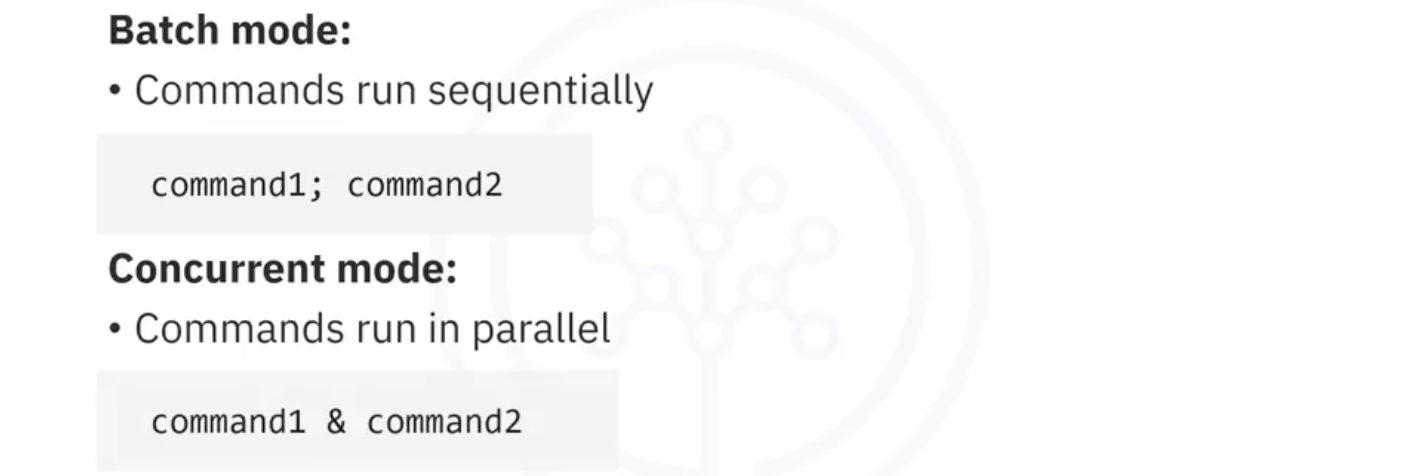 Batch mode:
• Commands run sequentially
command1; command2
Concurrent mode:
• Commands run in parallel
command1 & command2